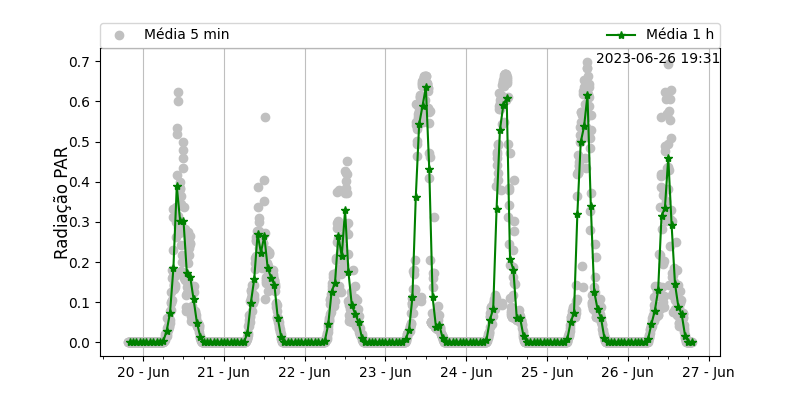 Média 5 min
Média 1 h
2023-06-26 19:31
Radiação PAR
0.7
0.6
0.5
0.4
0.3
0.2
0.1
0.0
20 - Jun 21 - Jun 22 - Jun 23 - Jun 24 - Jun 25 - Jun 26 - Jun 27 - Jun